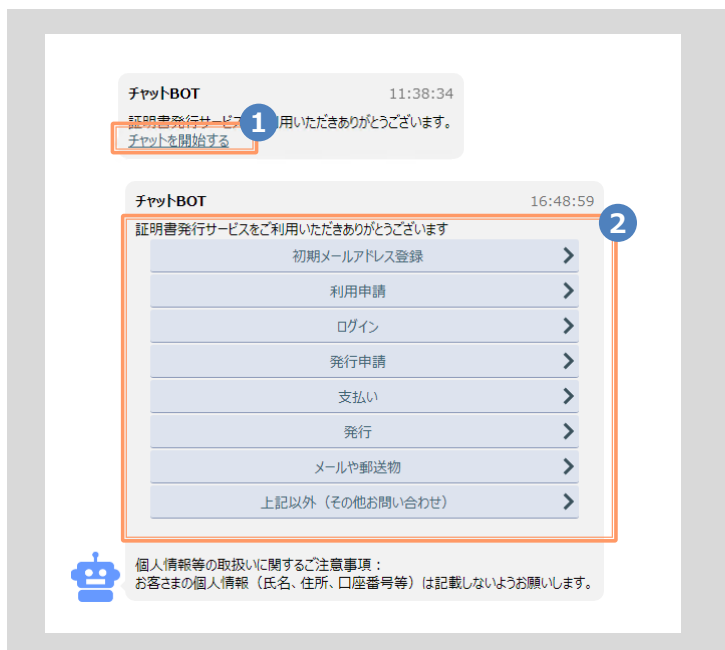 チャットBOT 11:38:34
証明書発行サービス 用いただきありがとうございます。
チャットを開始する
1
チャットBOT 16:48:59
2
証明書発行サービスをご利用いただきありがとうございます
初期メールアドレス登録
利用申請
ログイン
発行申請
支払い
発行
メールや郵送物
上記以外（その他お問い合わせ）
個人情報等の取扱いに関するご注意事項：
お客さまの個人情報（氏名、住所、口座番号等）は記載しないようお願いします。